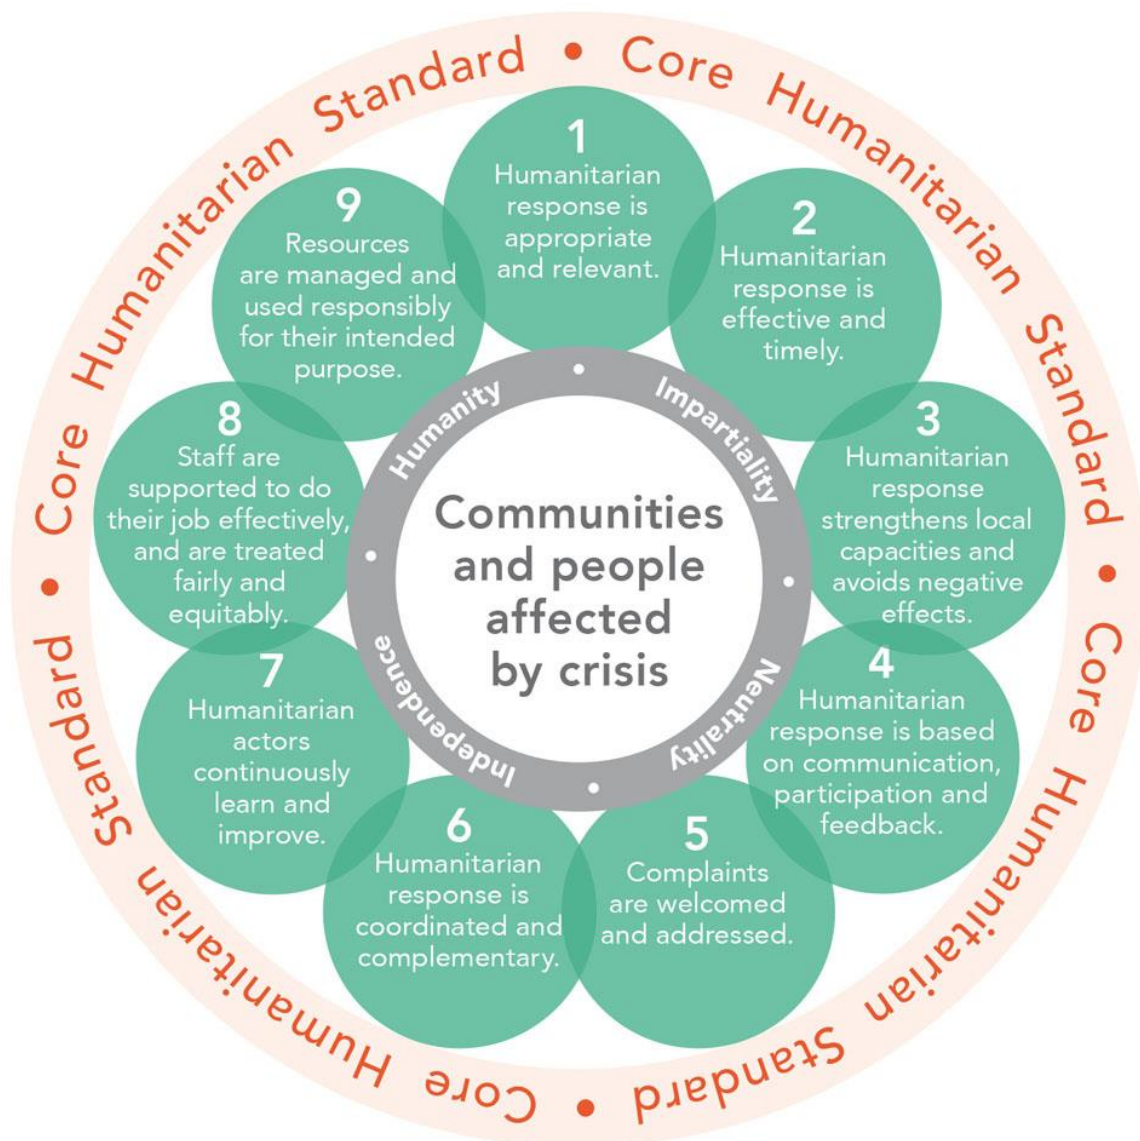 Core Humanitarian Standard • Core Humanitarian Standard • Core Humanitarian Standard • Core Humanitarian Standard •
1
Humanitarian
response is
appropriate
and relevant.
2
Humanitarian
response is
effective and
timely.
3
Humanitarian
response
strengthens local
capacities and
avoids negative
effects.
4
Humanitarian
response is based
on communication,
participation and
feedback.
5
Complaints
are welcomed
and addressed.
6
Humanitarian
response is
coordinated and
complementary.
7
Humanitarian
actors
continuously
learn and
improve.
8
Staff are
supported to do
their job effectively,
and are treated
fairly and
equitably.
9
Resources
are managed and
used responsibly
for their intended
purpose.
Humanity • Impartiality • Neutrality • Independence •
Communities
and people
affected
by crisis